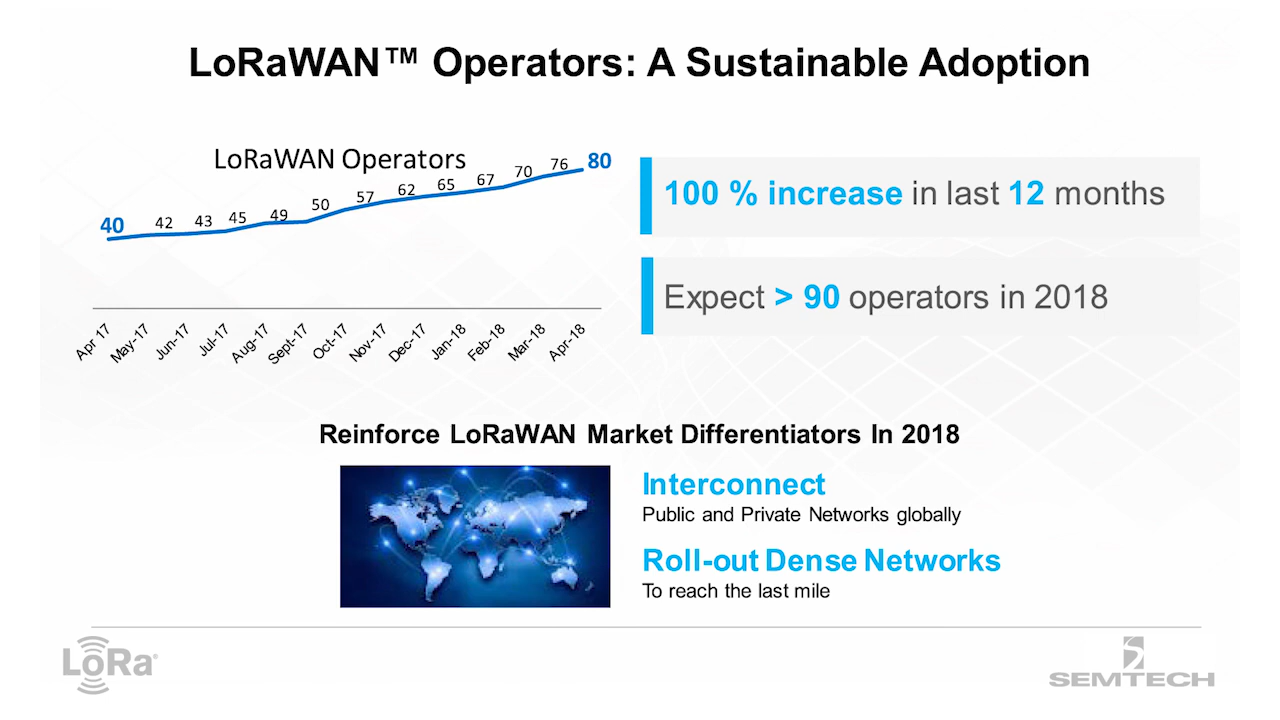 LoRaWAN™ Operators: A Sustainable Adoption
LoRaWAN Operators
40 42 43 45 49 50 57 62 65 67 70 76 80
Apr 17 May-17 Jun-17 Jul-17 Aug-17 Sept-17 Oct-17 Nov-17 Dec-17 Jan-18 Feb-18 Mar-18 Apr-18
100 % increase in last 12 months
Expect > 90 operators in 2018
Reinforce LoRaWAN Market Differentiators In 2018
Interconnect
Public and Private Networks globally
Roll-out Dense Networks
To reach the last mile
LoRa®
SEMTECH